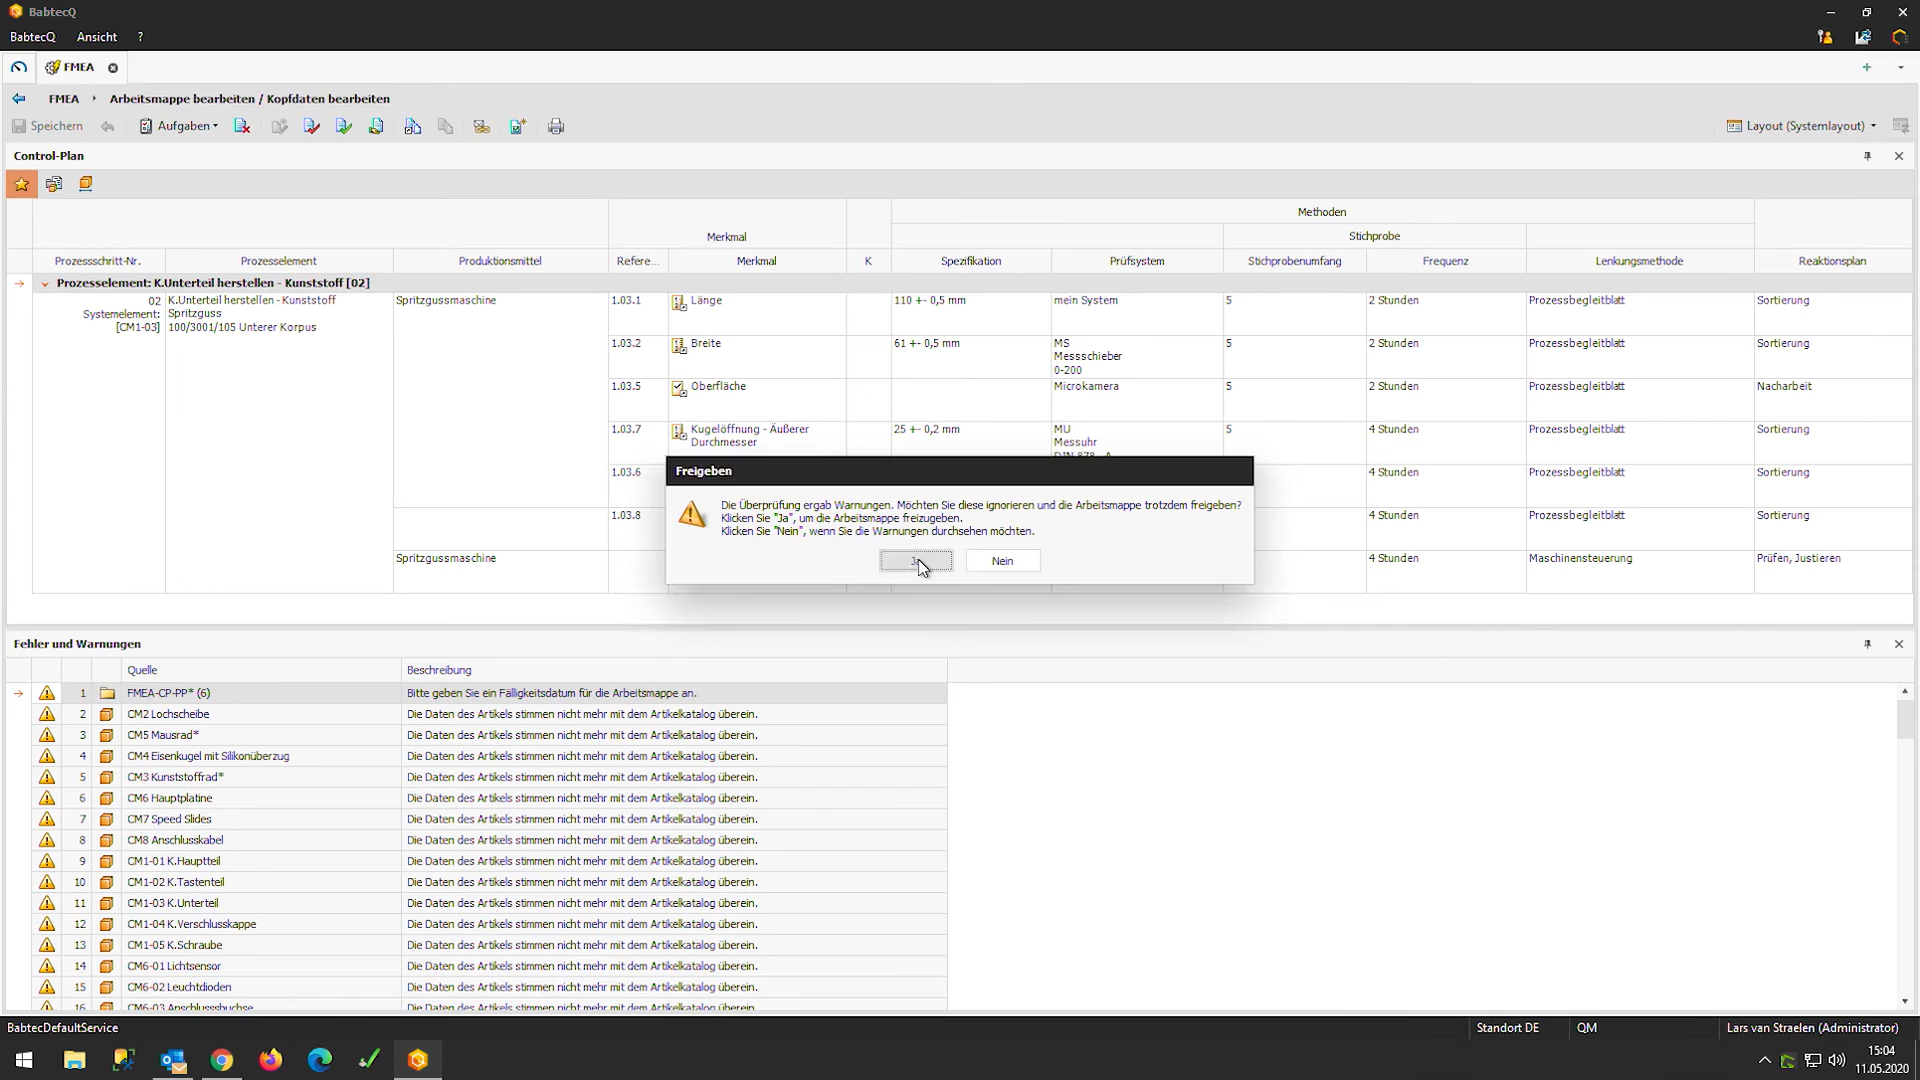 BabtecQ
BabtecQ Ansicht ?
FMEA
FMEA Arbeitsmappe bearbeiten / Kopfdaten bearbeiten
Speichern Aufgaben Layout (Systemlayout)
Control-Plan
Methoden
Merkmal Stichprobe
Prozessschritt-Nr. Prozesselement Produktionsmittel Refere... Merkmal K Spezifikation Prüfsystem Stichprobenumfang Frequenz Lenkungsmethode Reaktionsplan
Prozesselement: K.Unterteil herstellen - Kunststoff [02]
02 K.Unterteil herstellen - Kunststoff Spritzgussmaschine 1.03.1 Länge 110 +- 0,5 mm mein System 5 2 Stunden Prozessbegleitblatt Sortierung
Systemelement: Spritzguss
[CM1-03] 100/3001/105 Unterer Korpus
1.03.2 Breite 61 +- 0,5 mm MS 5 2 Stunden Prozessbegleitblatt Sortierung
Messschieber
0-200
1.03.5 Oberfläche Microkamera 5 2 Stunden Prozessbegleitblatt Nacharbeit
1.03.7 Kugelöffnung - Äußerer 25 +- 0,2 mm MU 5 4 Stunden Prozessbegleitblatt Sortierung
Durchmesser Messuhr
1.03.6 4 Stunden Prozessbegleitblatt Sortierung
1.03.8 4 Stunden Prozessbegleitblatt Sortierung
Spritzgussmaschine 4 Stunden Maschinensteuerung Prüfen, Justieren
Freigeben
Die Überprüfung ergab Warnungen. Möchten Sie diese ignorieren und die Arbeitsmappe trotzdem freigeben?
Klicken Sie "Ja", um die Arbeitsmappe freizugeben.
Klicken Sie "Nein", wenn Sie die Warnungen durchsehen möchten.
Ja Nein
Fehler und Warnungen
Quelle Beschreibung
1 FMEA-CP-PP* (6) Bitte geben Sie ein Fälligkeitsdatum für die Arbeitsmappe an.
2 CM2 Lochscheibe Die Daten des Artikels stimmen nicht mehr mit dem Artikelkatalog überein.
3 CM5 Mausrad* Die Daten des Artikels stimmen nicht mehr mit dem Artikelkatalog überein.
4 CM4 Eisenkugel mit Silikonüberzug Die Daten des Artikels stimmen nicht mehr mit dem Artikelkatalog überein.
5 CM3 Kunststoffrad* Die Daten des Artikels stimmen nicht mehr mit dem Artikelkatalog überein.
6 CM6 Hauptplatine Die Daten des Artikels stimmen nicht mehr mit dem Artikelkatalog überein.
7 CM7 Speed Slides Die Daten des Artikels stimmen nicht mehr mit dem Artikelkatalog überein.
8 CM8 Anschlusskabel Die Daten des Artikels stimmen nicht mehr mit dem Artikelkatalog überein.
9 CM1-01 K.Hauptteil Die Daten des Artikels stimmen nicht mehr mit dem Artikelkatalog überein.
10 CM1-02 K.Tastenteil Die Daten des Artikels stimmen nicht mehr mit dem Artikelkatalog überein.
11 CM1-03 K.Unterteil Die Daten des Artikels stimmen nicht mehr mit dem Artikelkatalog überein.
12 CM1-04 K.Verschlusskappe Die Daten des Artikels stimmen nicht mehr mit dem Artikelkatalog überein.
13 CM1-05 K.Schraube Die Daten des Artikels stimmen nicht mehr mit dem Artikelkatalog überein.
14 CM6-01 Lichtsensor Die Daten des Artikels stimmen nicht mehr mit dem Artikelkatalog überein.
15 CM6-02 Leuchtdioden Die Daten des Artikels stimmen nicht mehr mit dem Artikelkatalog überein.
16 CM6-03 Anschlussbuchse Die Daten des Artikels stimmen nicht mehr mit dem Artikelkatalog überein.
BabtecDefaultService Standort DE QM Lars van Straelen (Administrator)
15:04
11.05.2020